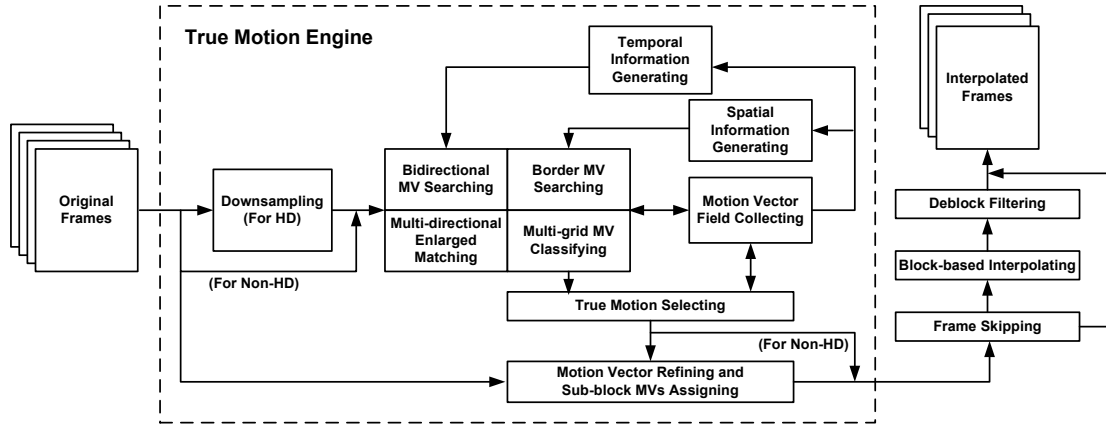 True Motion Engine
Temporal
Information
Generating
Spatial
Information
Generating
Interpolated
Frames
Original
Frames
Downsampling
(For HD)
(For Non-HD)
Bidirectional
MV Searching
Border MV
Searching
Multi-directional
Enlarged
Matching
Multi-grid MV
Classifying
Motion Vector
Field Collecting
True Motion Selecting
(For Non-HD)
Motion Vector Refining and
Sub-block MVs Assigning
Deblock Filtering
Block-based Interpolating
Frame Skipping